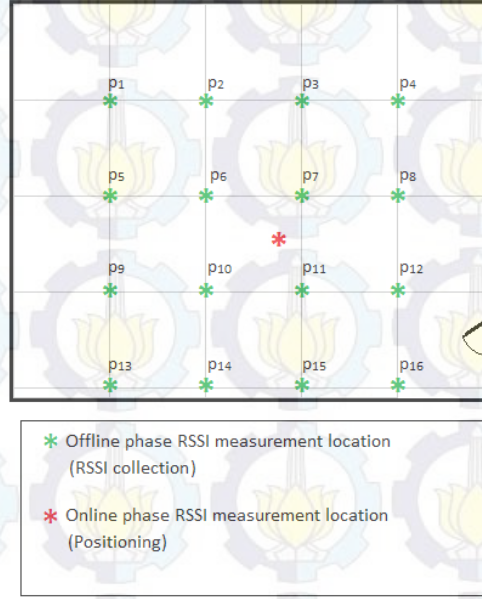 p1 p2 p3 p4
p5 p6 p7 p8
p9 p10 p11 p12
p13 p14 p15 p16
Offline phase RSSI measurement location
(RSSI collection)
Online phase RSSI measurement location
(Positioning)